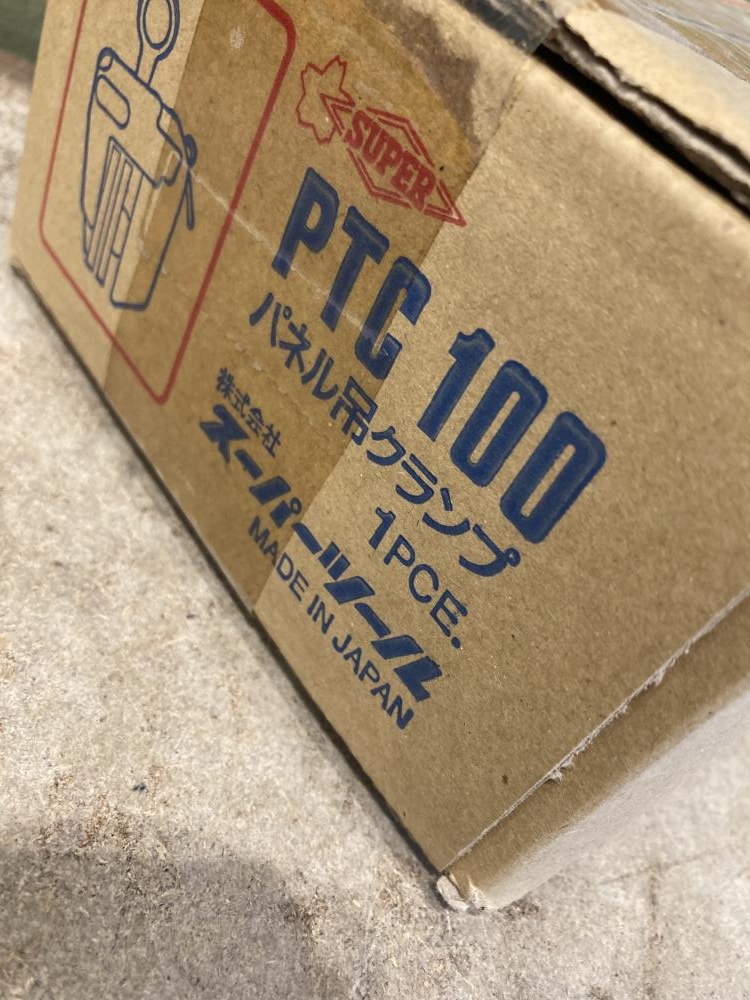 SUPER
PTC 100
パネル吊クランプ
1PCE.
株式会社
スーパーツール
MADE IN JAPAN